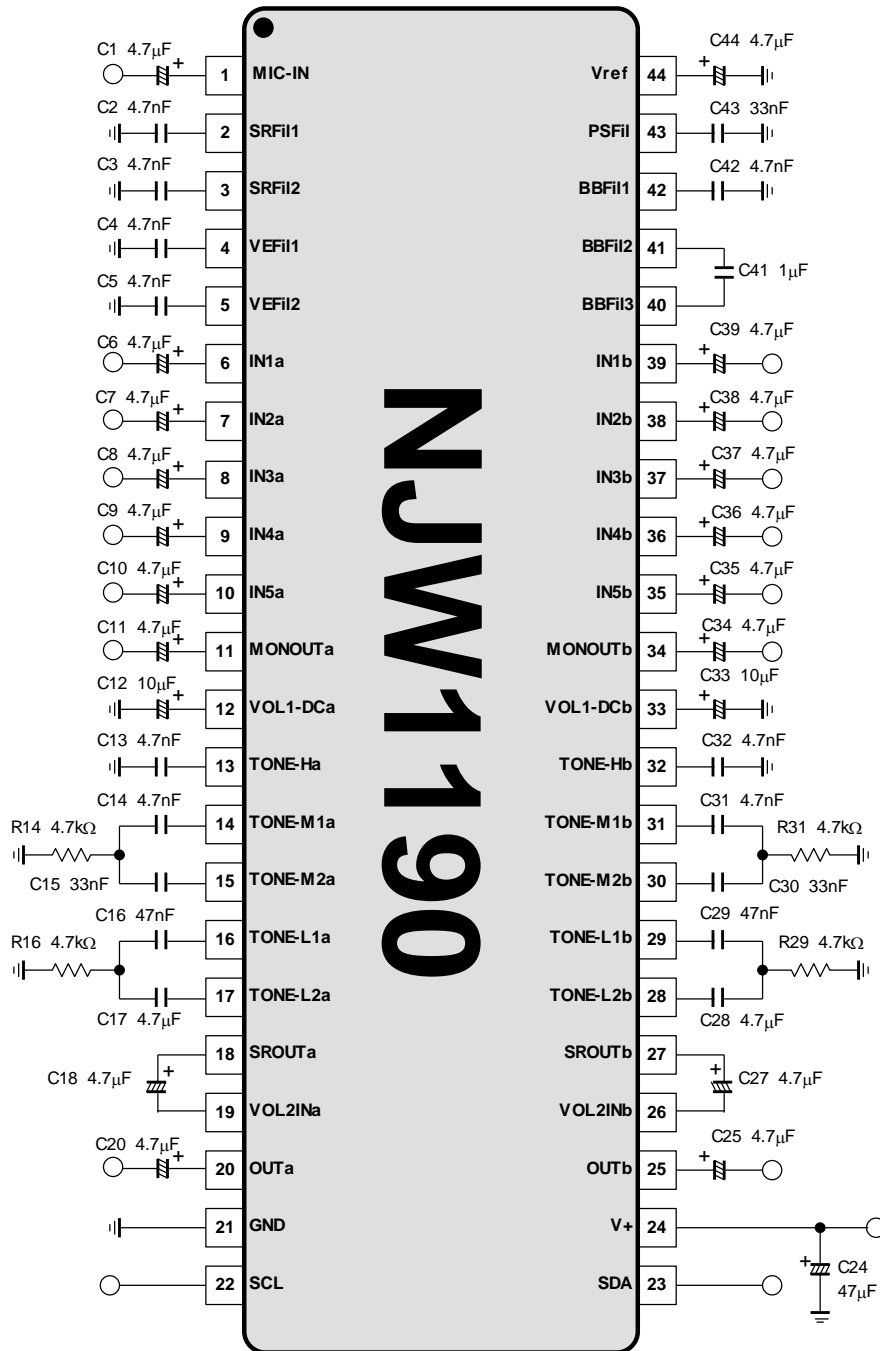 C1 4.7μF
+
1
MIC-IN
C2 4.7nF
2
SRFil1
C3 4.7nF
3
SRFil2
C4 4.7nF
4
VEFil1
C5 4.7nF
5
VEFil2
C6 4.7μF
+
6
IN1a
C7 4.7μF
+
7
IN2a
C8 4.7μF
+
8
IN3a
C9 4.7μF
+
9
IN4a
C10 4.7μF
+
10
IN5a
C11 4.7μF
+
11
MONOUTa
C12 10μF
+
12
VOL1-DCa
C13 4.7nF
13
TONE-Ha
C14 4.7nF
14
TONE-M1a
R14 4.7kΩ
C15 33nF
15
TONE-M2a
C16 47nF
16
TONE-L1a
R16 4.7kΩ
C17 4.7μF
17
TONE-L2a
18
SROUTa
C18 4.7μF
+
19
VOL2INa
C20 4.7μF
+
20
OUTa
21
GND
22
SCL
NJW1190
C44 4.7μF
+
44
Vref
C43 33nF
43
PSFil
C42 4.7nF
42
BBFil1
41
BBFil2
C41 1μF
40
BBFil3
C39 4.7μF
+
39
IN1b
C38 4.7μF
+
38
IN2b
C37 4.7μF
+
37
IN3b
C36 4.7μF
+
36
IN4b
C35 4.7μF
+
35
IN5b
C34 4.7μF
+
34
MONOUTb
C33 10μF
+
33
VOL1-DCb
C32 4.7nF
32
TONE-Hb
C31 4.7nF
31
TONE-M1b
R31 4.7kΩ
C30 33nF
30
TONE-M2b
C29 47nF
29
TONE-L1b
R29 4.7kΩ
C28 4.7μF
28
TONE-L2b
27
SROUTb
+
C27 4.7μF
26
VOL2INb
C25 4.7μF
+
25
OUTb
24
V+
+
C24
47μF
23
SDA